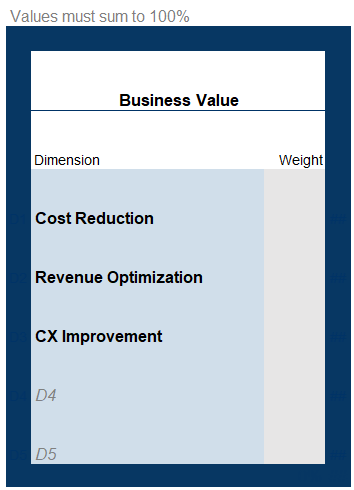 Values must sum to 100%
Business Value
Dimension Weight
Cost Reduction
Revenue Optimization
CX Improvement
D4
D5